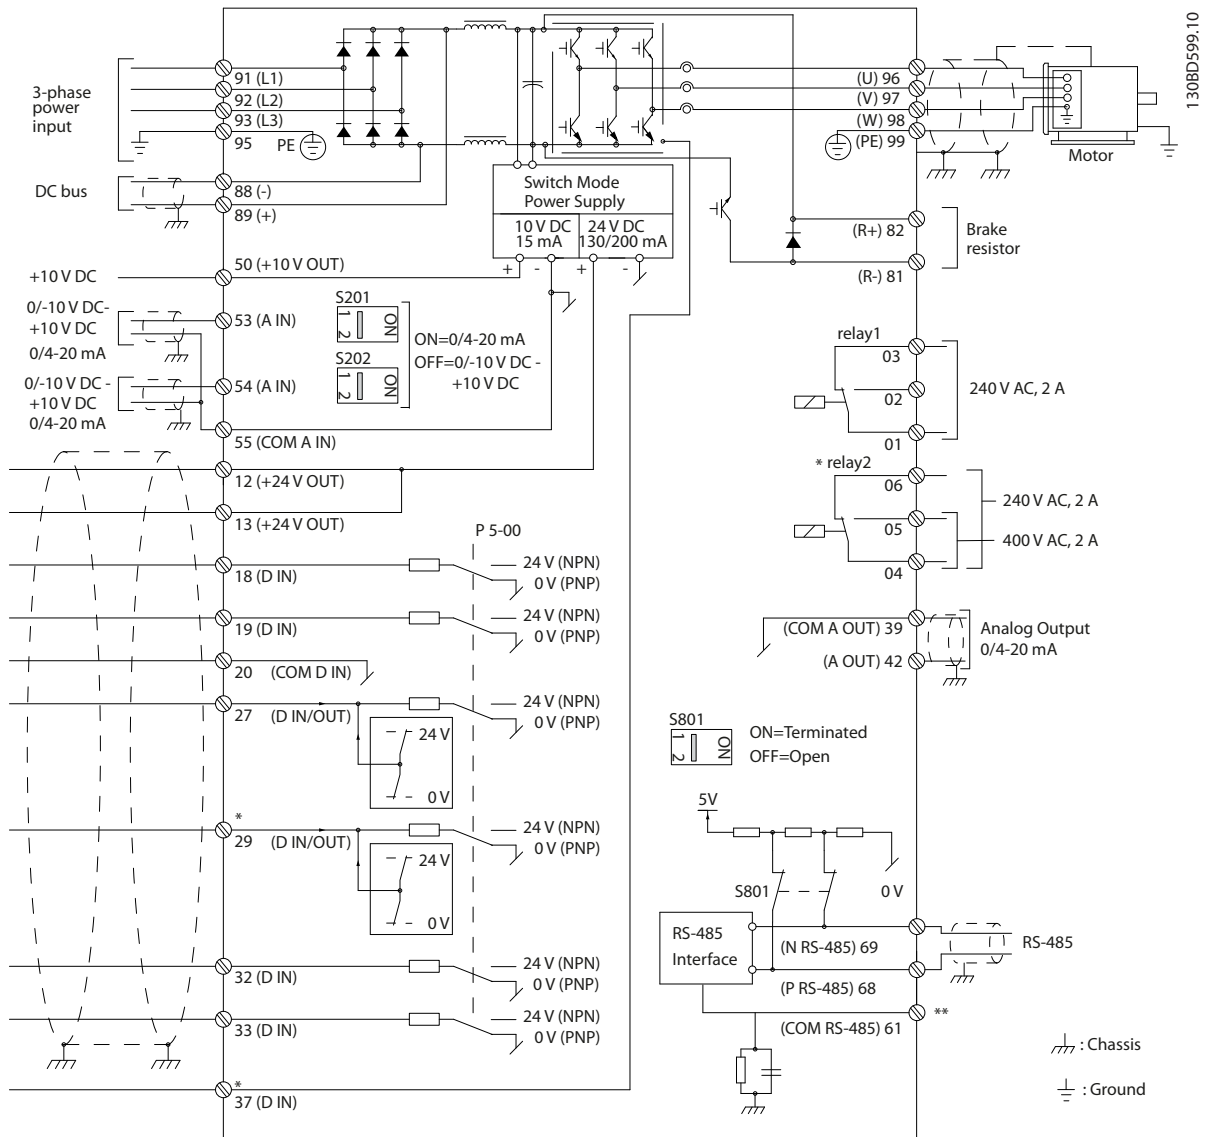 130BD599.10
3-phase
power
input
91 (L1)
92 (L2)
93 (L3)
95
PE
(U) 96
(V) 97
(W) 98
(PE) 99
Motor
DC bus
88 (-)
89 (+)
Switch Mode
Power Supply
10 V DC
15 mA
24 V DC
130/200 mA
+
-
+
-
(R+) 82
(R-) 81
Brake
resistor
+10 V DC
50 (+10 V OUT)
0/-10 V DC-
+10 V DC
0/4-20 mA
53 (A IN)
S201
1
2
ON
S202
1
2
ON
ON=0/4-20 mA
OFF=0/-10 V DC -
+10 V DC
0/-10 V DC -
+10 V DC
0/4-20 mA
54 (A IN)
55 (COM A IN)
relay1
03
02
01
240 V AC, 2 A
* relay2
06
05
04
240 V AC, 2 A
400 V AC, 2 A
12 (+24 V OUT)
13 (+24 V OUT)
P 5-00
18 (D IN)
24 V (NPN)
0 V (PNP)
19 (D IN)
24 V (NPN)
0 V (PNP)
20 (COM D IN)
27 (D IN/OUT)
24 V (NPN)
0 V (PNP)
24 V
0 V
*
29 (D IN/OUT)
24 V (NPN)
0 V (PNP)
24 V
0 V
32 (D IN)
24 V (NPN)
0 V (PNP)
33 (D IN)
24 V (NPN)
0 V (PNP)
*
37 (D IN)
(COM A OUT) 39
(A OUT) 42
Analog Output
0/4-20 mA
S801
1
2
ON
ON=Terminated
OFF=Open
5V
S801
0 V
RS-485
Interface
(N RS-485) 69
(P RS-485) 68
(COM RS-485) 61
RS-485
**
: Chassis
: Ground